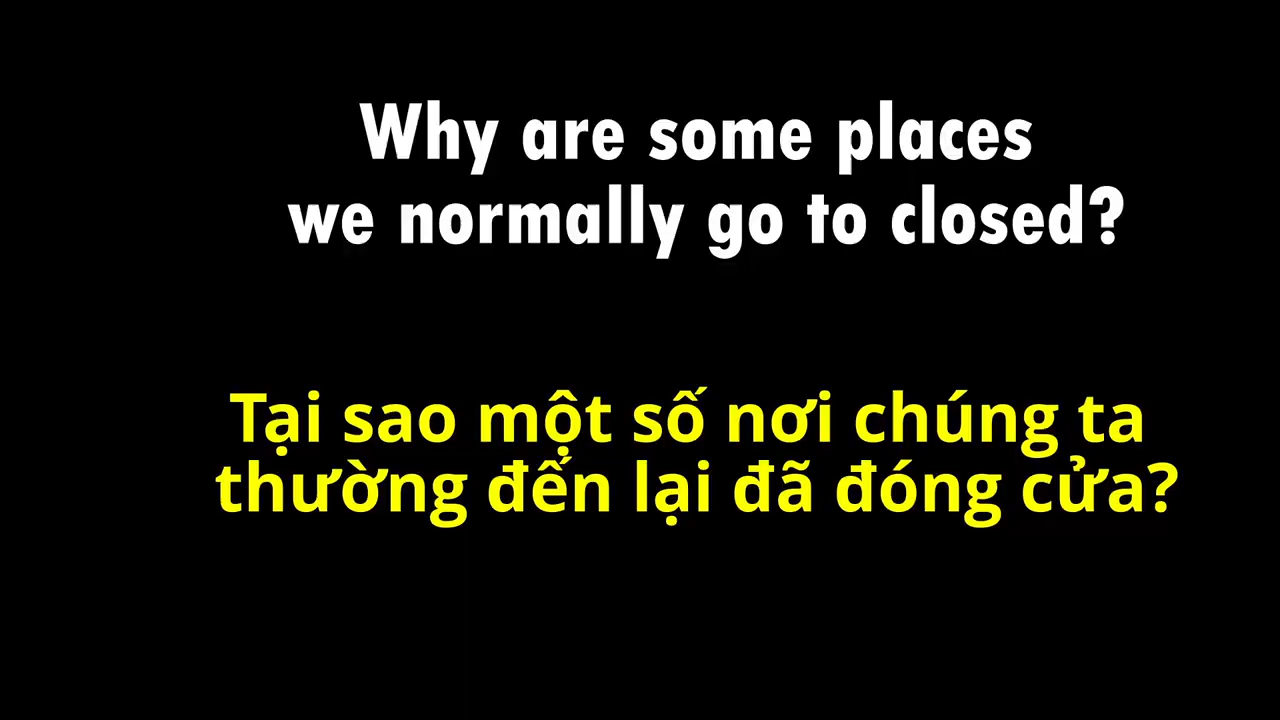 Why are some places
we normally go to closed?
Tại sao một số nơi chúng ta
thường đến lại đã đóng cửa?